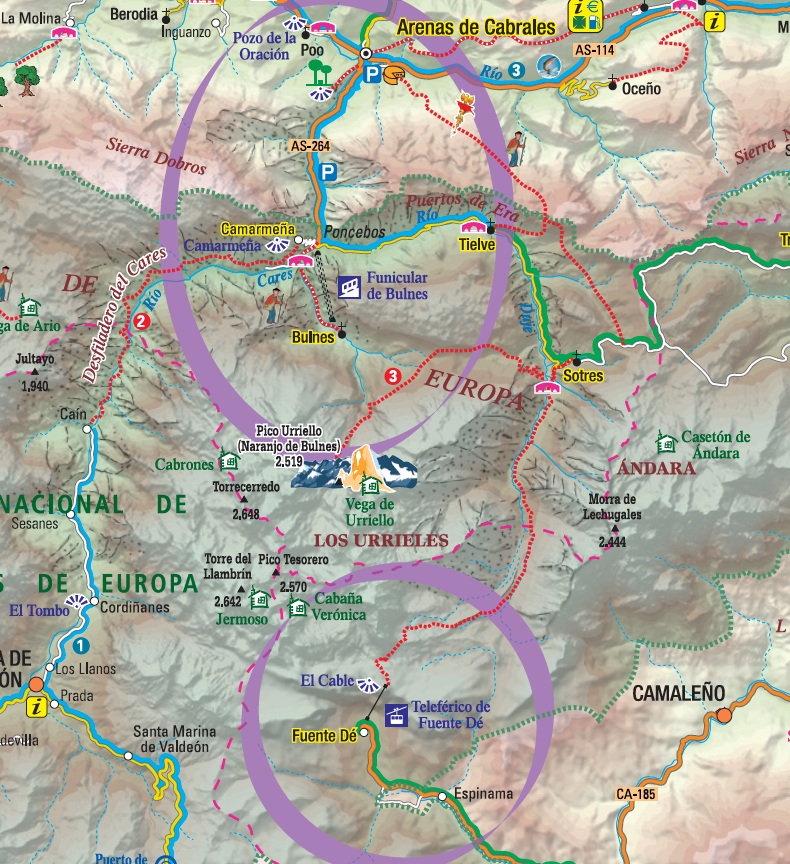 La Molina
Berodia
Inguanzo
Pozo de la
Oración
Poo
Arenas de Cabrales
i €
i
AS-114
Río
3
P
Oceño
Sierra Dobros
AS-264
P
Sierra
Puertos de Era
Río
Camarmeña
Camarmeña
Poncebos
Tielve
DE
Desfiladero del Cares
Río
Cares
Funicular
de Bulnes
Duje
2
Bulnes
Jultayo
1,940
3
EUROPA
Sotres
Caín
Pico Urriello
(Naranjo de Bulnes)
2.519
Cabrones
Casetón de
Ándara
ÁNDARA
Torrecerredo
2,648
Vega de
Urriello
Morra de
Lechugales
2.444
NACIONAL DE
Sesanes
LOS URRIELES
Torre del
Llambrín
2.642
Pico Tesorero
2.570
DE EUROPA
El Tombo
Cordiñanes
Jermoso
Cabaña
Verónica
1
Los Llanos
El Cable
Prada
i
CAMALEÑO
Teleférico de
Fuente Dé
Fuente Dé
Santa Marina
de Valdeón
Espinama
CA-185
Puerto de